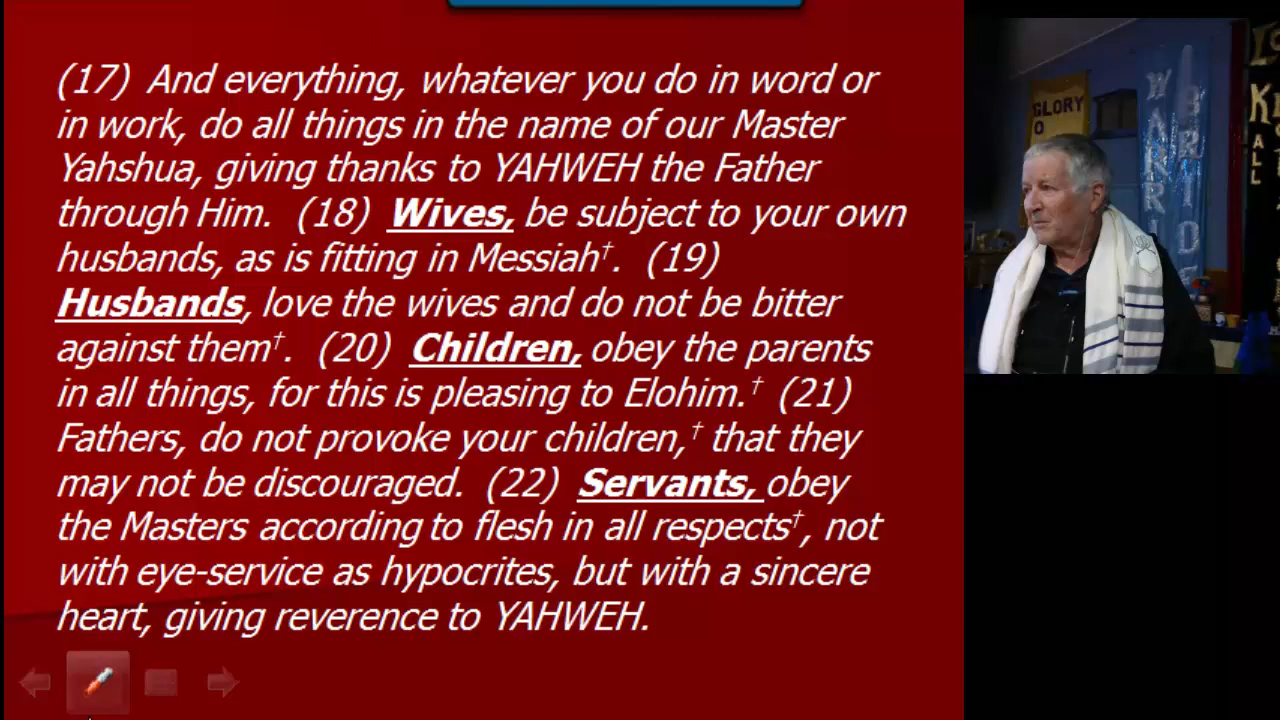 (17) And everything, whatever you do in word or
in work, do all things in the name of our Master
Yahshua, giving thanks to YAHWEH the Father
through Him. (18) Wives, be subject to your own
husbands, as is fitting in Messiah†. (19)
Husbands, love the wives and do not be bitter
against them†. (20) Children, obey the parents
in all things, for this is pleasing to Elohim.† (21)
Fathers, do not provoke your children,† that they
may not be discouraged. (22) Servants, obey
the Masters according to flesh in all respects†, not
with eye-service as hypocrites, but with a sincere
heart, giving reverence to YAHWEH.
GLORY
ALL